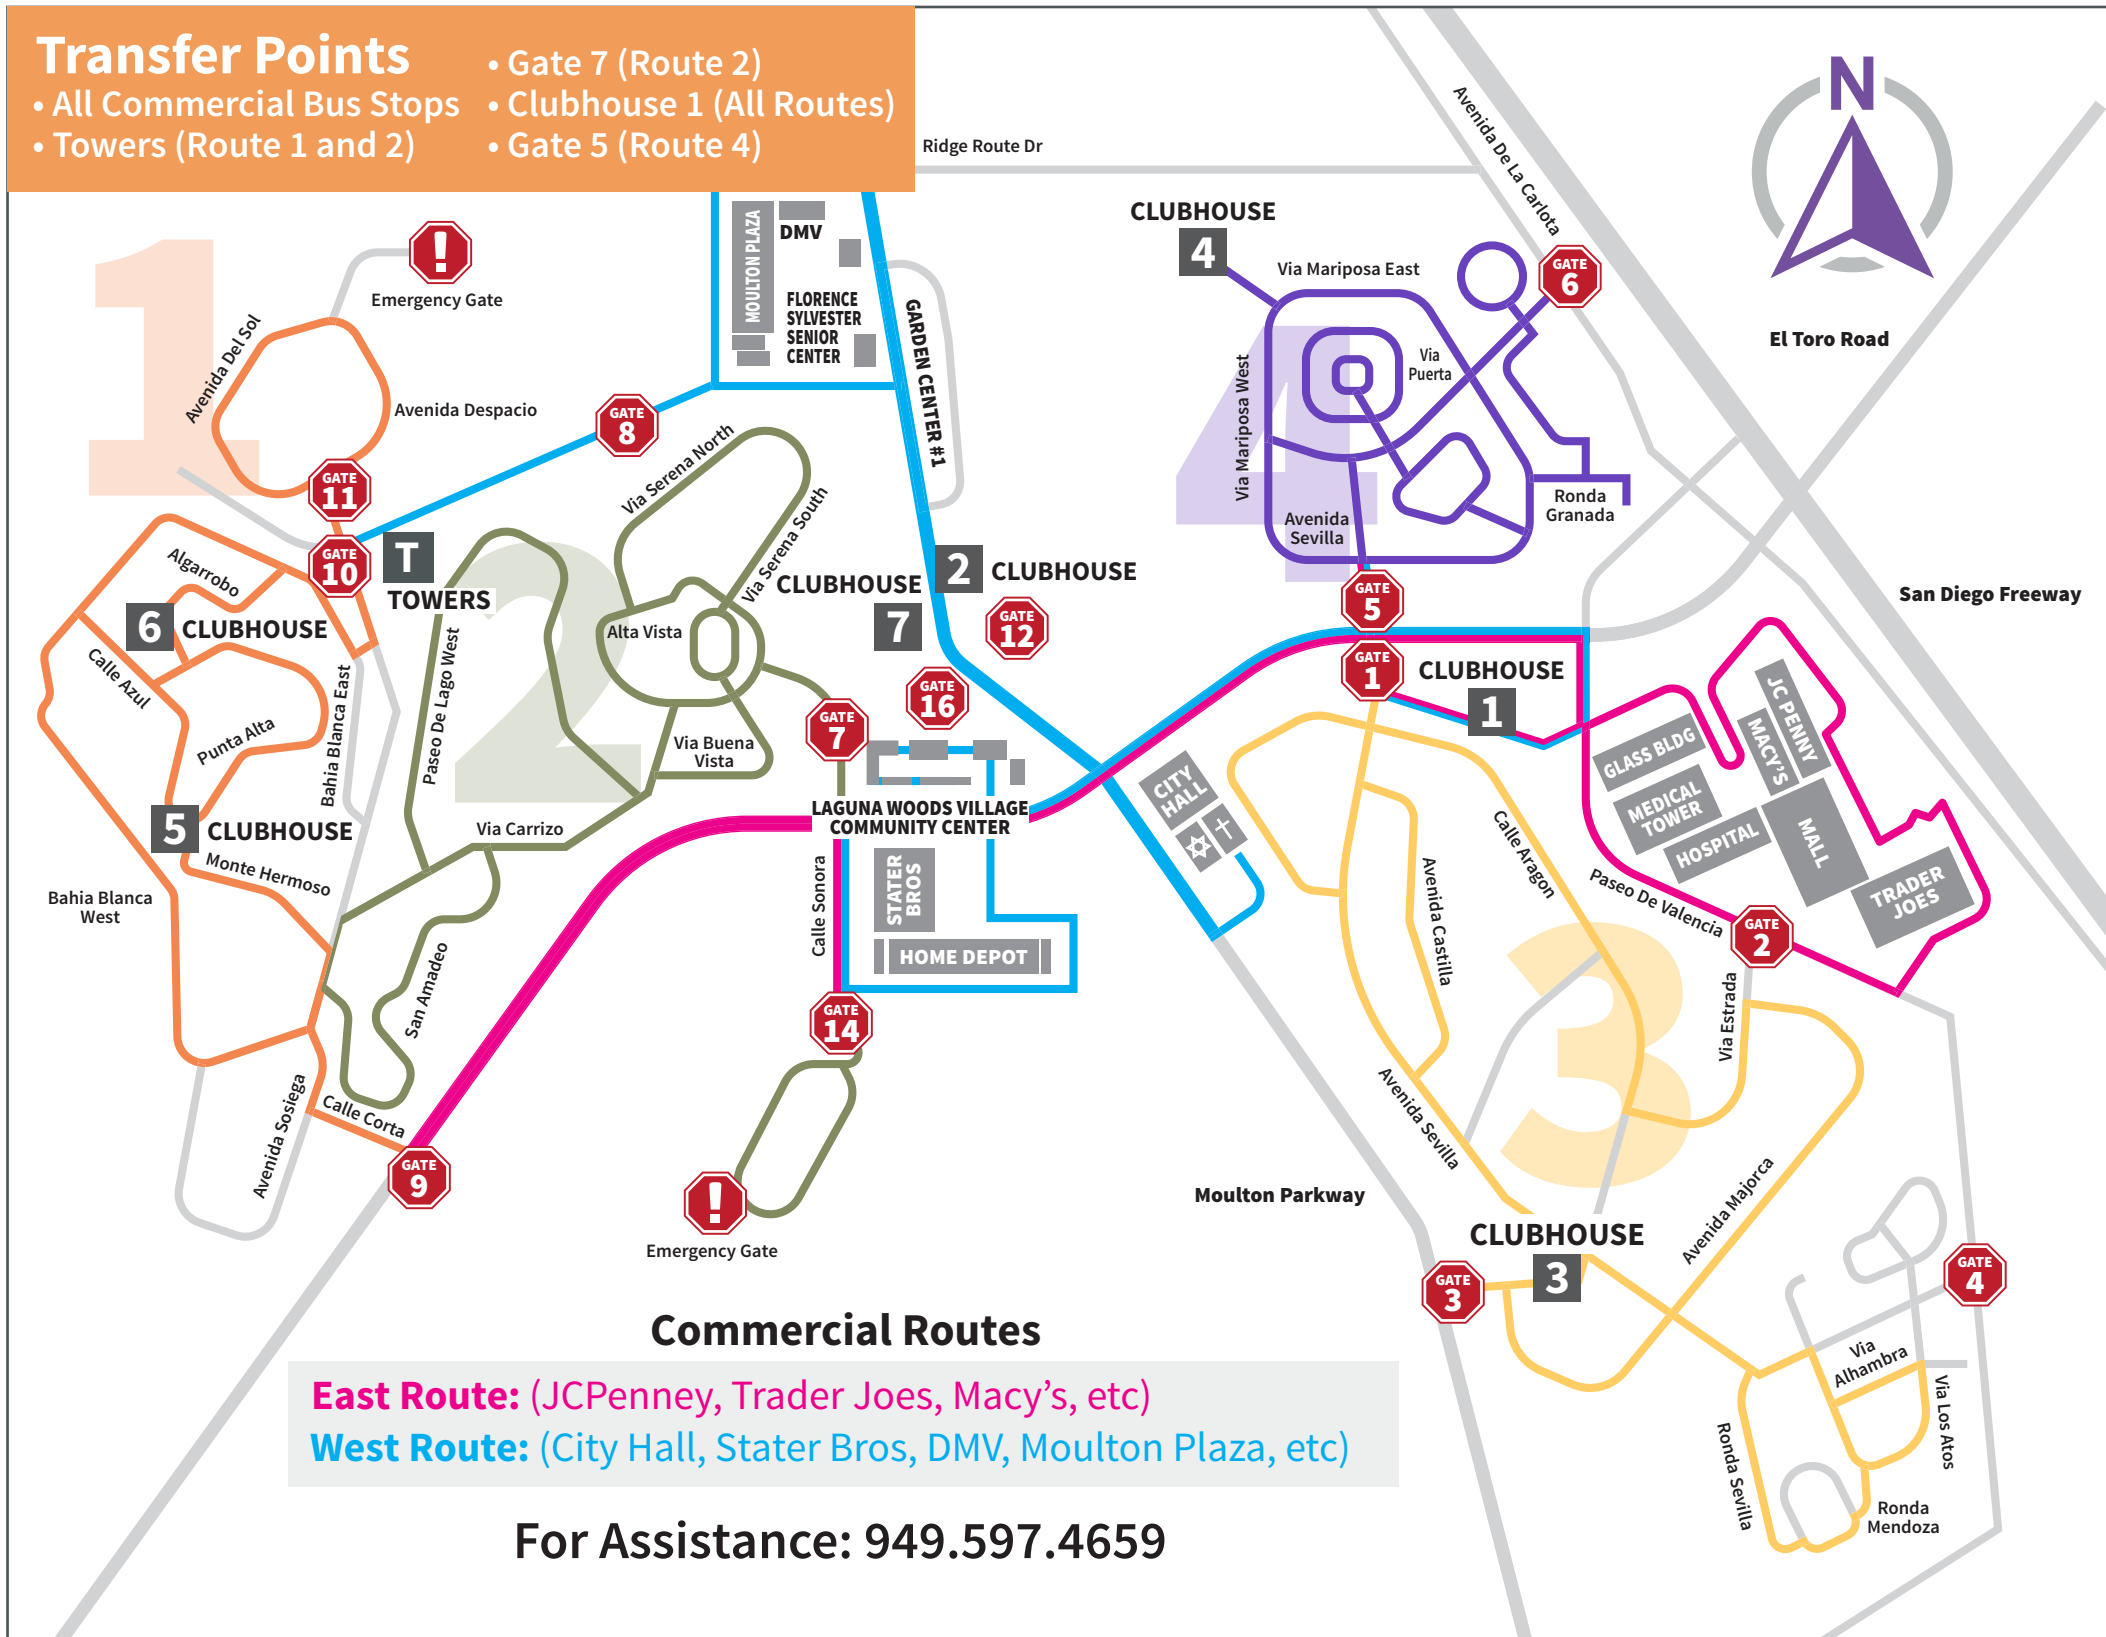 Transfer Points
• All Commercial Bus Stops
• Towers (Route 1 and 2)
• Gate 7 (Route 2)
• Clubhouse 1 (All Routes)
• Gate 5 (Route 4)
Ridge Route Dr
Avenida De La Carlota
N
El Toro Road
San Diego Freeway
1
!
Emergency Gate
Avenida Del Sol
Avenida Despacio
GATE
11
GATE
10
T
TOWERS
GATE
8
MOULTON PLAZA
DMV
FLORENCE
SYLVESTER
SENIOR
CENTER
GARDEN CENTER #1
CLUBHOUSE
4
Via Mariposa East
GATE
6
Via Mariposa West
Via
Puerta
4
Avenida
Sevilla
Ronda
Granada
GATE
5
Algarrobo
6
CLUBHOUSE
Calle Azul
Punta Alta
Bahia Blanca East
5
CLUBHOUSE
Monte Hermoso
Bahia Blanca
West
Avenida Sosiega
Calle Corta
GATE
9
2
Via Serena North
Via Serena South
Alta Vista
Paseo De Lago West
Via Buena
Vista
Via Carrizo
San Amadeo
CLUBHOUSE
7
2
CLUBHOUSE
GATE
12
GATE
16
GATE
7
LAGUNA WOODS VILLAGE
COMMUNITY CENTER
Calle Sonora
STATER
BROS
HOME DEPOT
GATE
14
!
Emergency Gate
GATE
1
CLUBHOUSE
1
CITY
HALL
GLASS BLDG
MEDICAL
TOWER
HOSPITAL
JC PENNY
MACY'S
MALL
TRADER
JOES
Paseo De Valencia
GATE
2
Calle Aragon
Avenida Castilla
3
Via Estrada
Avenida Sevilla
Avenida Majorca
Moulton Parkway
CLUBHOUSE
3
GATE
3
GATE
4
Via
Alhambra
Via Los Atos
Ronda Sevilla
Ronda
Mendoza
Commercial Routes
East Route: (JCPenney, Trader Joes, Macy’s, etc)
West Route: (City Hall, Stater Bros, DMV, Moulton Plaza, etc)
For Assistance: 949.597.4659